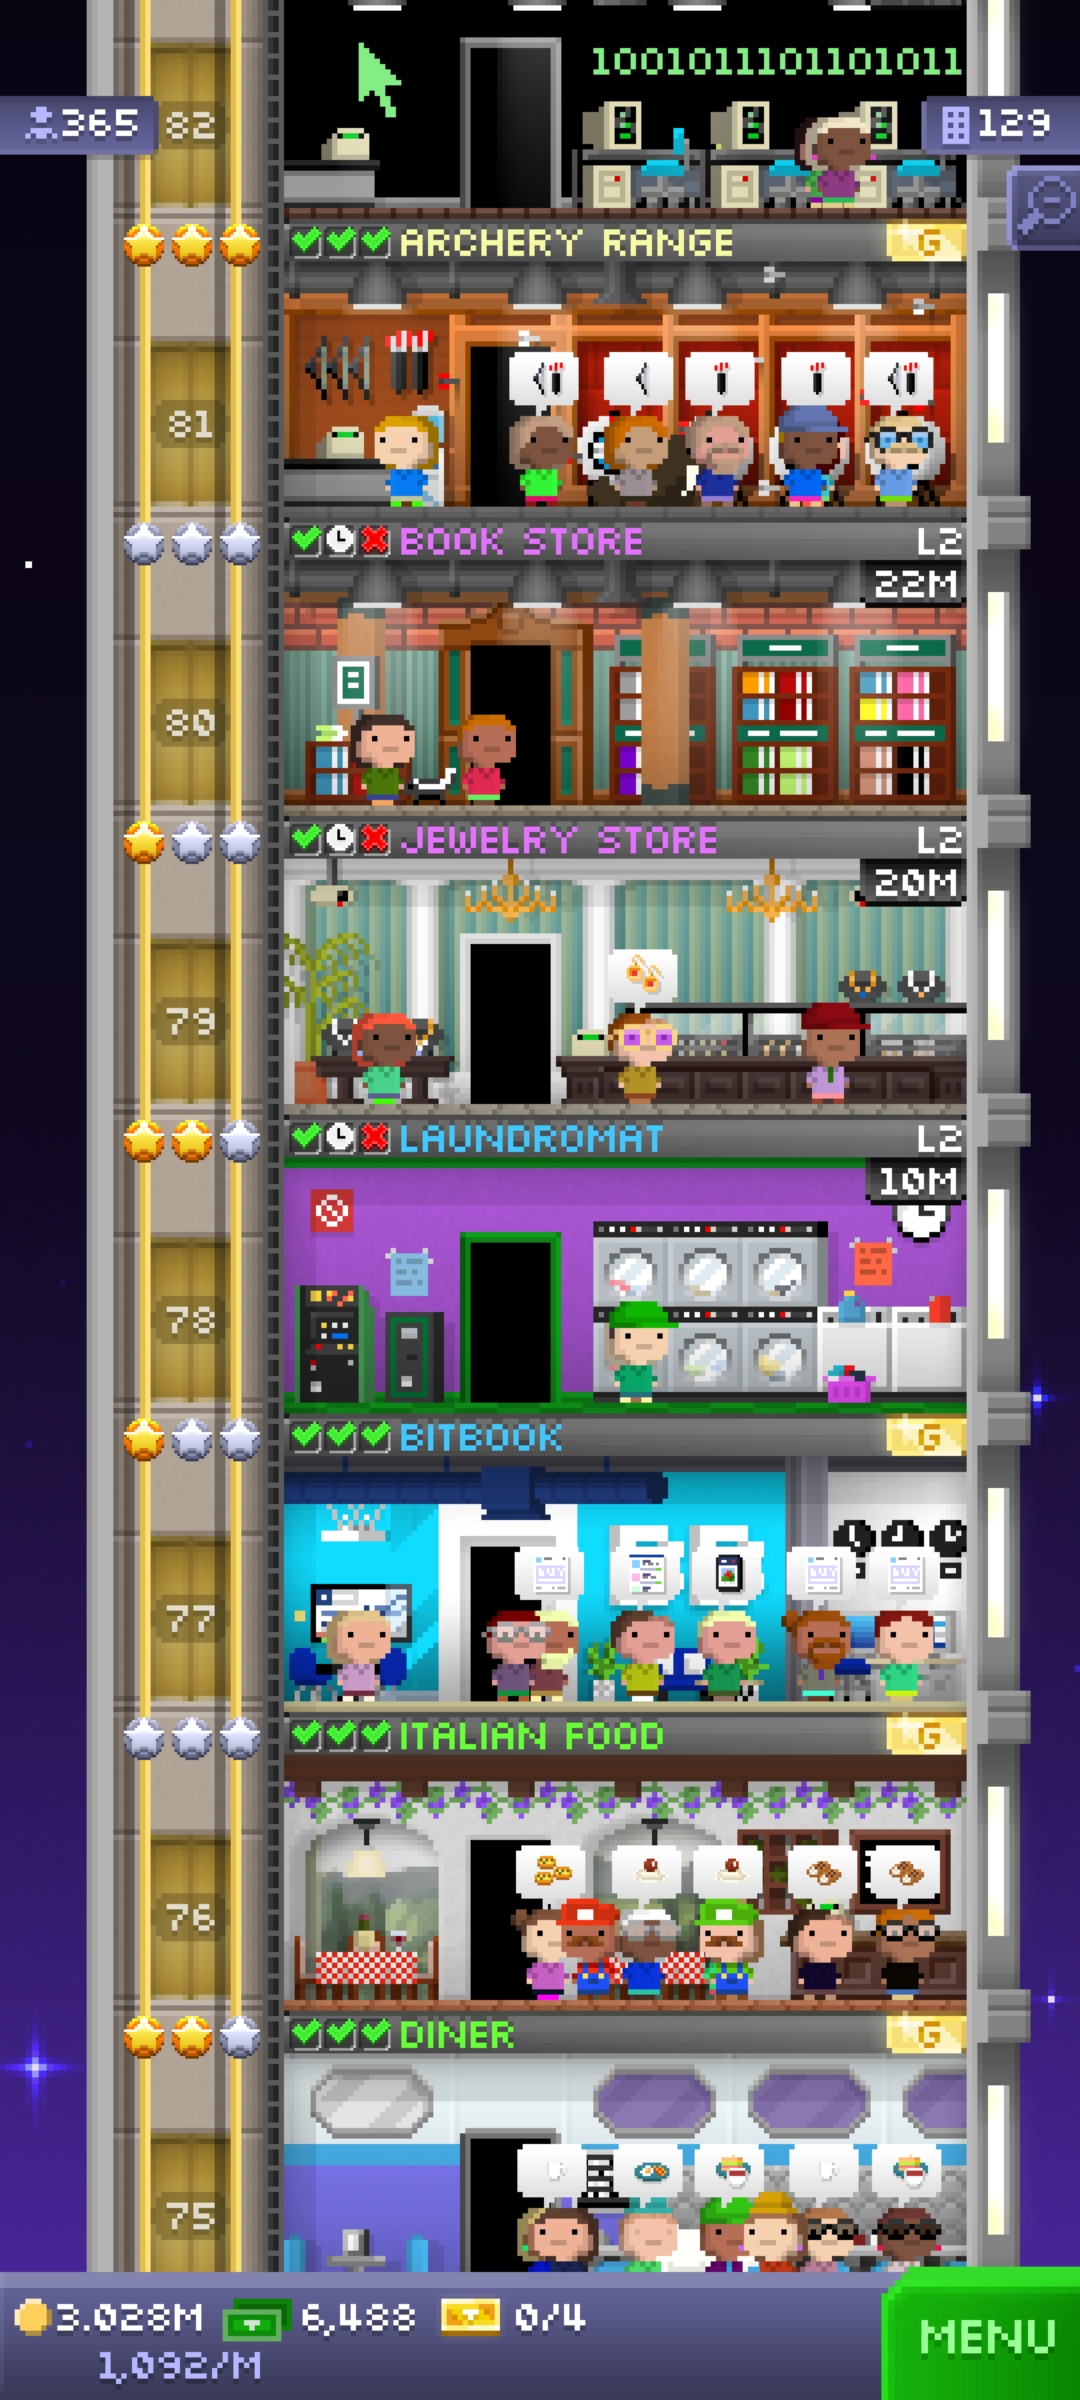 1001011101101011
365
82
129
ARCHERY RANGE
G
81
BOOK STORE
L2
22M
80
JEWELRY STORE
L2
20M
79
LAUNDROMAT
L2
10M
78
BITBOOK
G
77
ITALIAN FOOD
G
76
DINER
G
75
3.028M
6,488
0/4
MENU
1,092/M